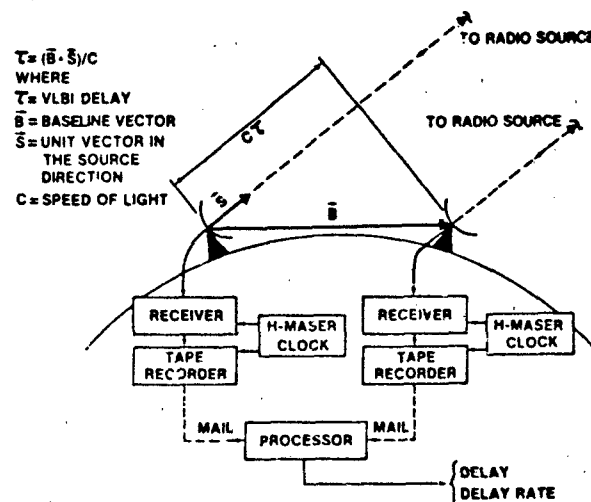 τ = (B̄ · S̄)/C
WHERE
τ = VLBI DELAY
B̄ = BASELINE VECTOR
S̄ = UNIT VECTOR IN
THE SOURCE
DIRECTION
C = SPEED OF LIGHT
TO RADIO SOURCE
TO RADIO SOURCE
Cτ
S̄
B̄
RECEIVER
H-MASER
CLOCK
TAPE
RECORDER
RECEIVER
H-MASER
CLOCK
TAPE
RECORDER
MAIL
PROCESSOR
MAIL
DELAY
DELAY RATE